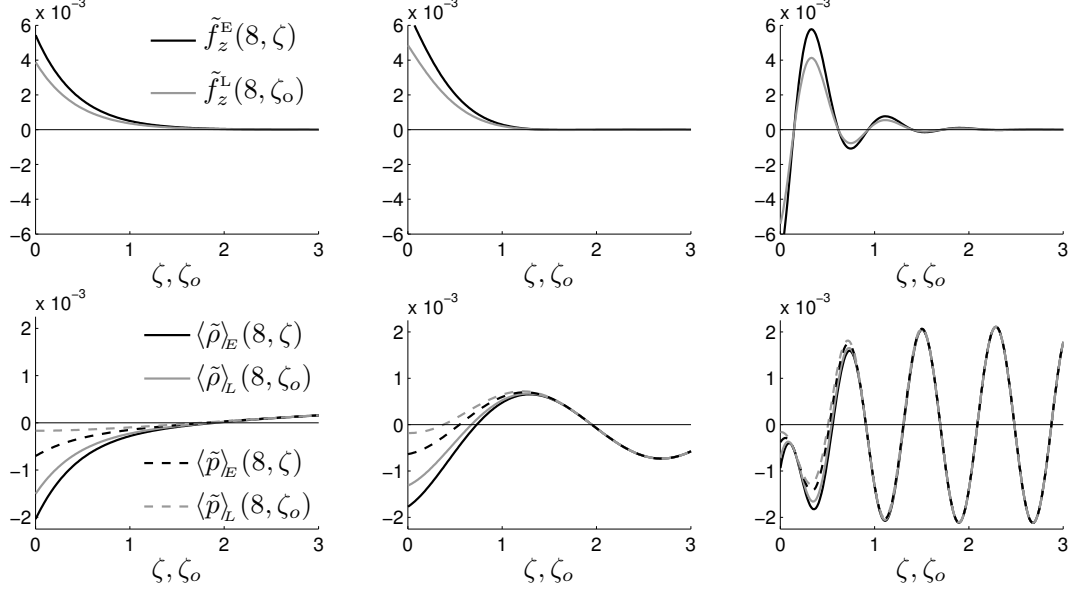 x 10⁻³ x 10⁻³ x 10⁻³
6 6 6
4 4 4
2 2 2
0 0 0
−2 −2 −2
−4 −4 −4
−6 −6 −6
f̃_z^E(8, ζ)
f̃_z^L(8, ζ_o)
0 1 2 3 0 1 2 3 0 1 2 3
ζ, ζ_o ζ, ζ_o ζ, ζ_o
x 10⁻³ x 10⁻³ x 10⁻³
2 2 2
1 1 1
0 0 0
−1 −1 −1
−2 −2 −2
⟨ρ̃⟩_E(8, ζ)
⟨ρ̃⟩_L(8, ζ_o)
⟨p̃⟩_E(8, ζ)
⟨p̃⟩_L(8, ζ_o)
0 1 2 3 0 1 2 3 0 1 2 3
ζ, ζ_o ζ, ζ_o ζ, ζ_o